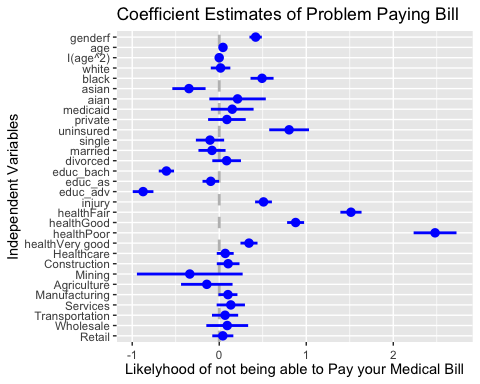 Coefficient Estimates of Problem Paying Bill
Independent Variables
genderf
age
I(age^2)
white
black
asian
aian
medicaid
private
uninsured
single
married
divorced
educ_bach
educ_as
educ_adv
injury
healthFair
healthGood
healthPoor
healthVery good
Healthcare
Construction
Mining
Agriculture
Manufacturing
Services
Transportation
Wholesale
Retail
-1 0 1 2
Likelyhood of not being able to Pay your Medical Bill